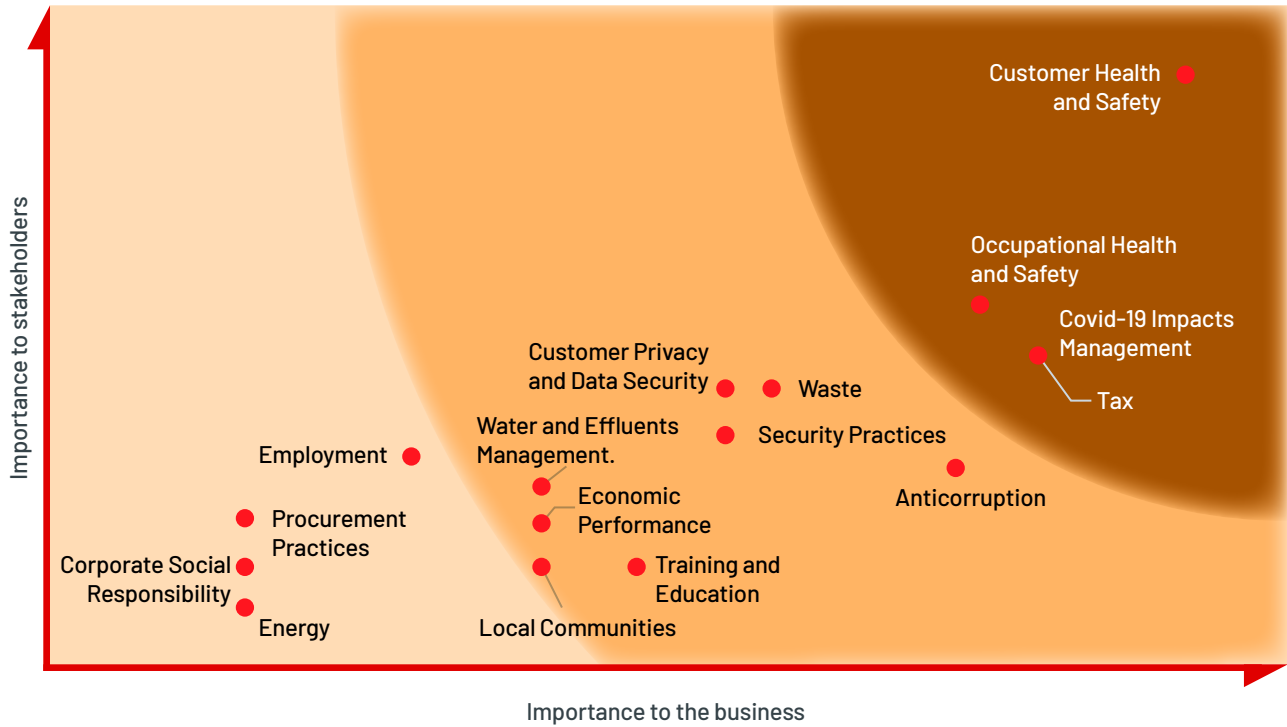 Customer Health
and Safety
Occupational Health
and Safety
Covid-19 Impacts
Management
Tax
Customer Privacy
and Data Security
Waste
Water and Effluents
Management.
Security Practices
Employment
Economic
Performance
Anticorruption
Procurement
Practices
Corporate Social
Responsibility
Training and
Education
Energy
Local Communities
Importance to stakeholders
Importance to the business